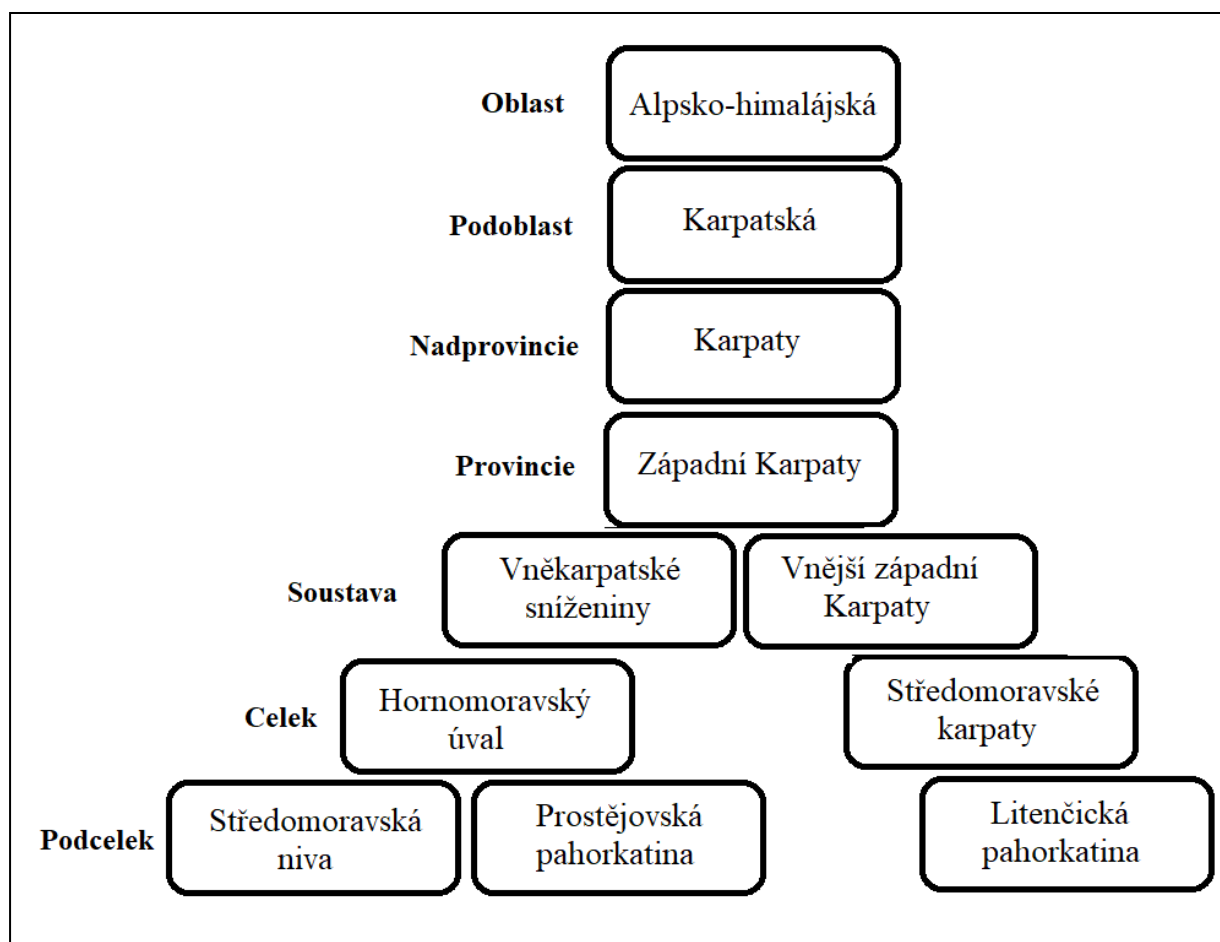 Oblast
Alpsko-himalájská
Podoblast
Karpatská
Nadprovincie
Karpaty
Provincie
Západní Karpaty
Soustava
Vněkarpatské
sníženiny
Vnější západní
Karpaty
Celek
Hornomoravský
úval
Středomoravské
karpaty
Podcelek
Středomoravská
niva
Prostějovská
pahorkatina
Litenčická
pahorkatina